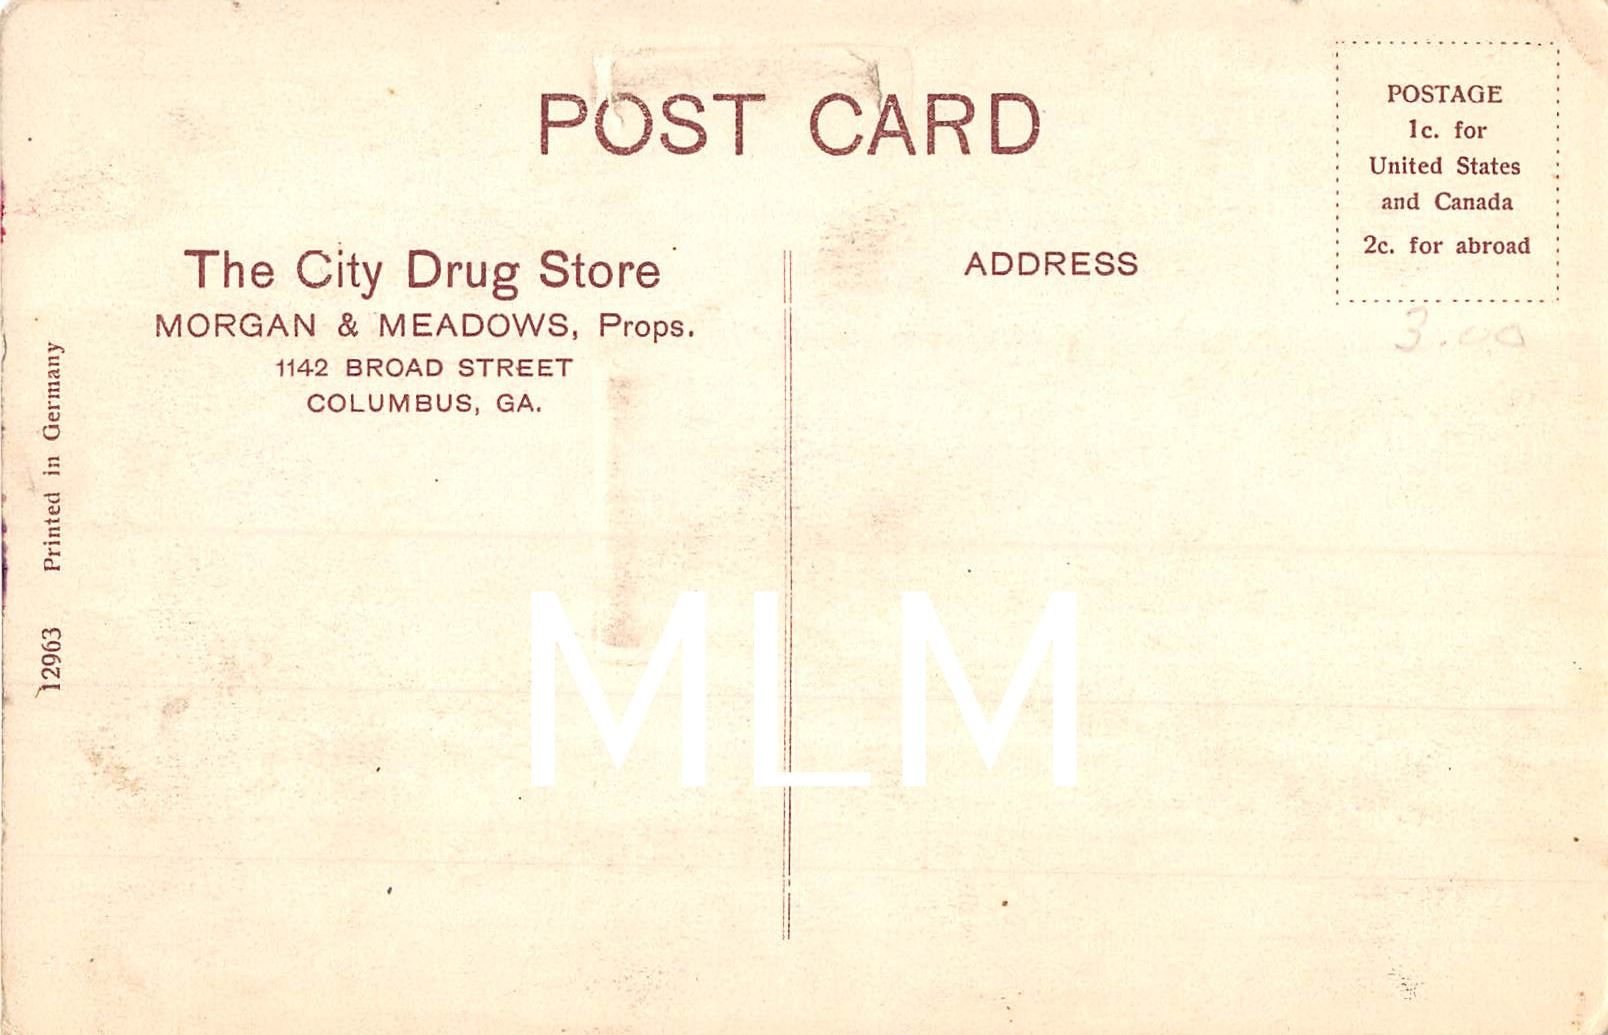 POST CARD
POSTAGE
1c. for
United States
and Canada
2c. for abroad
3.00
The City Drug Store
MORGAN & MEADOWS, Props.
1142 BROAD STREET
COLUMBUS, GA.
ADDRESS
12963 Printed in Germany
MLM